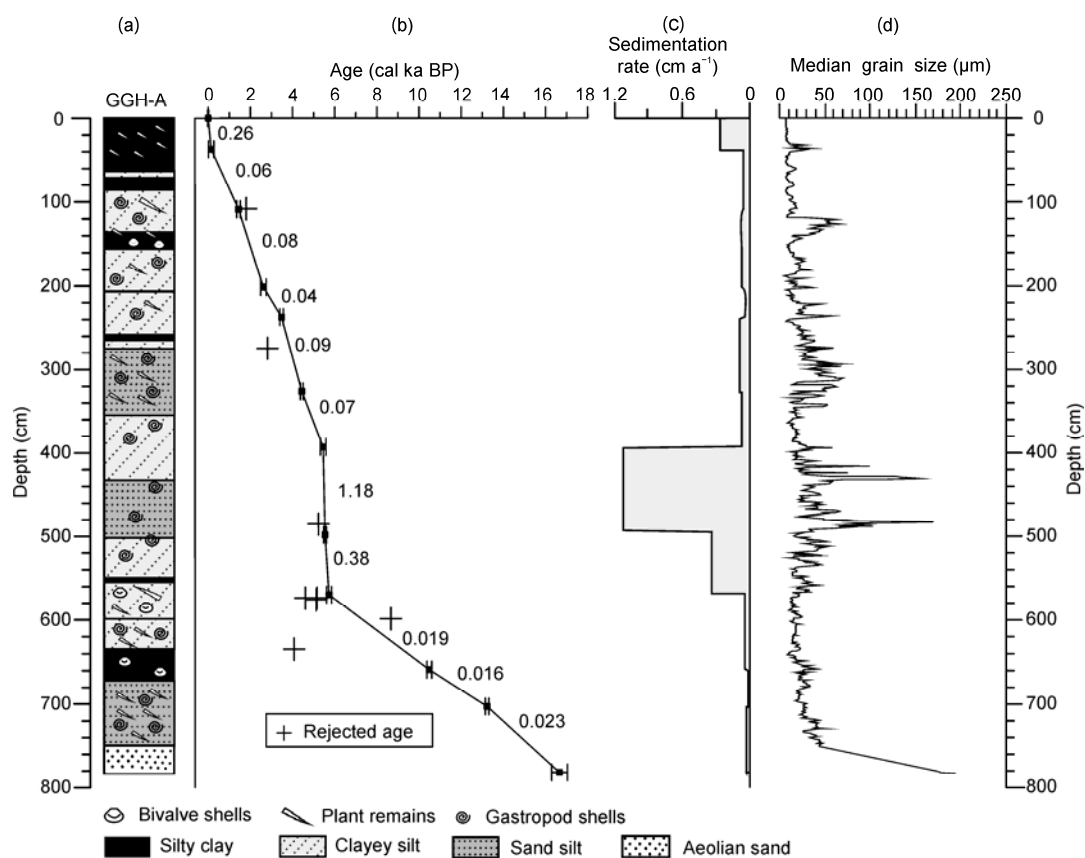 (a) (b) (c) (d)
Age (cal ka BP)
Sedimentation
rate (cm a⁻¹)
Median grain size (μm)
GGH-A
0 2 4 6 8 10 12 14 16 18
1.2 0.6 0
0 50 100 150 200 250
0
100
200
300
400
500
600
700
800
Depth (cm)
0.26
0.06
0.08
0.04
0.09
0.07
1.18
0.38
0.019
0.016
0.023
Rejected age
0
100
200
300
400
500
600
700
800
Depth (cm)
Bivalve shells Plant remains Gastropod shells
Silty clay Clayey silt Sand silt Aeolian sand